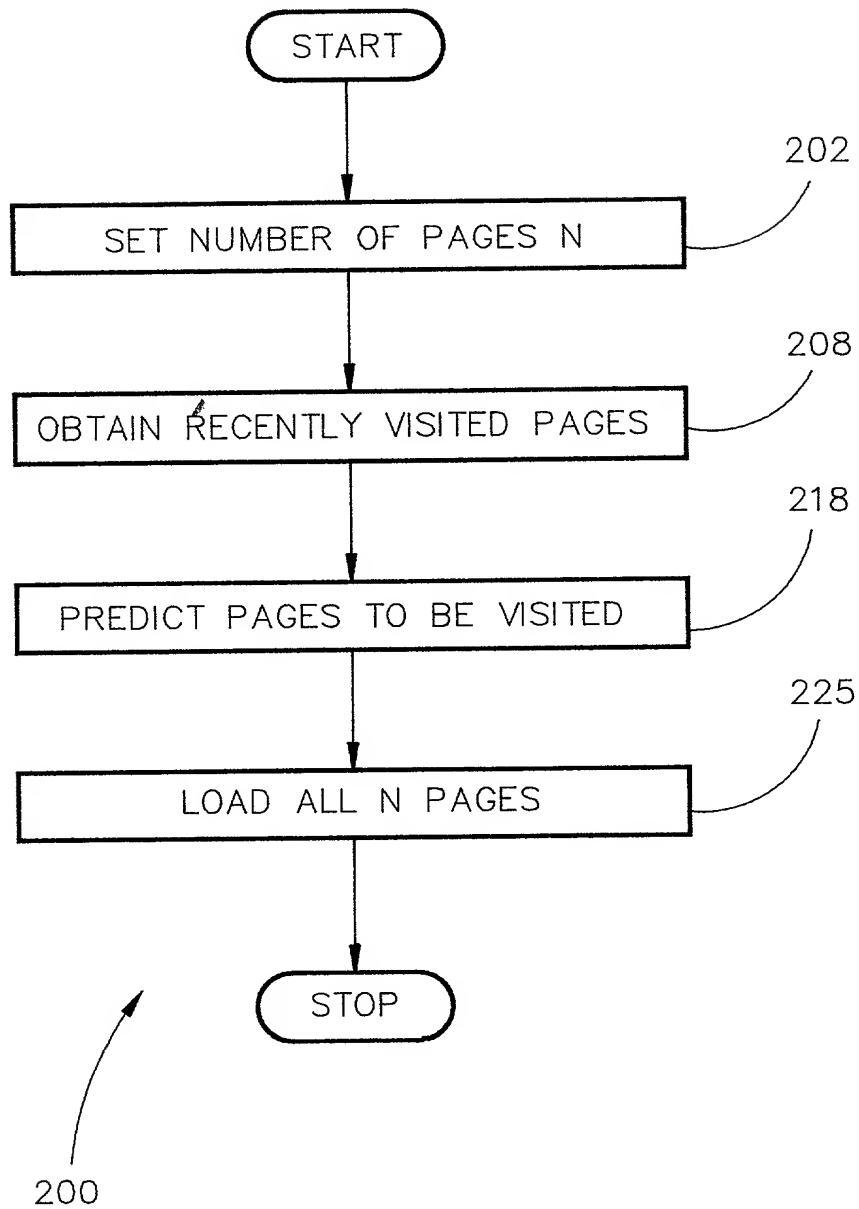 START
202
SET NUMBER OF PAGES N
208
OBTAIN RECENTLY VISITED PAGES
218
PREDICT PAGES TO BE VISITED
225
LOAD ALL N PAGES
STOP
200